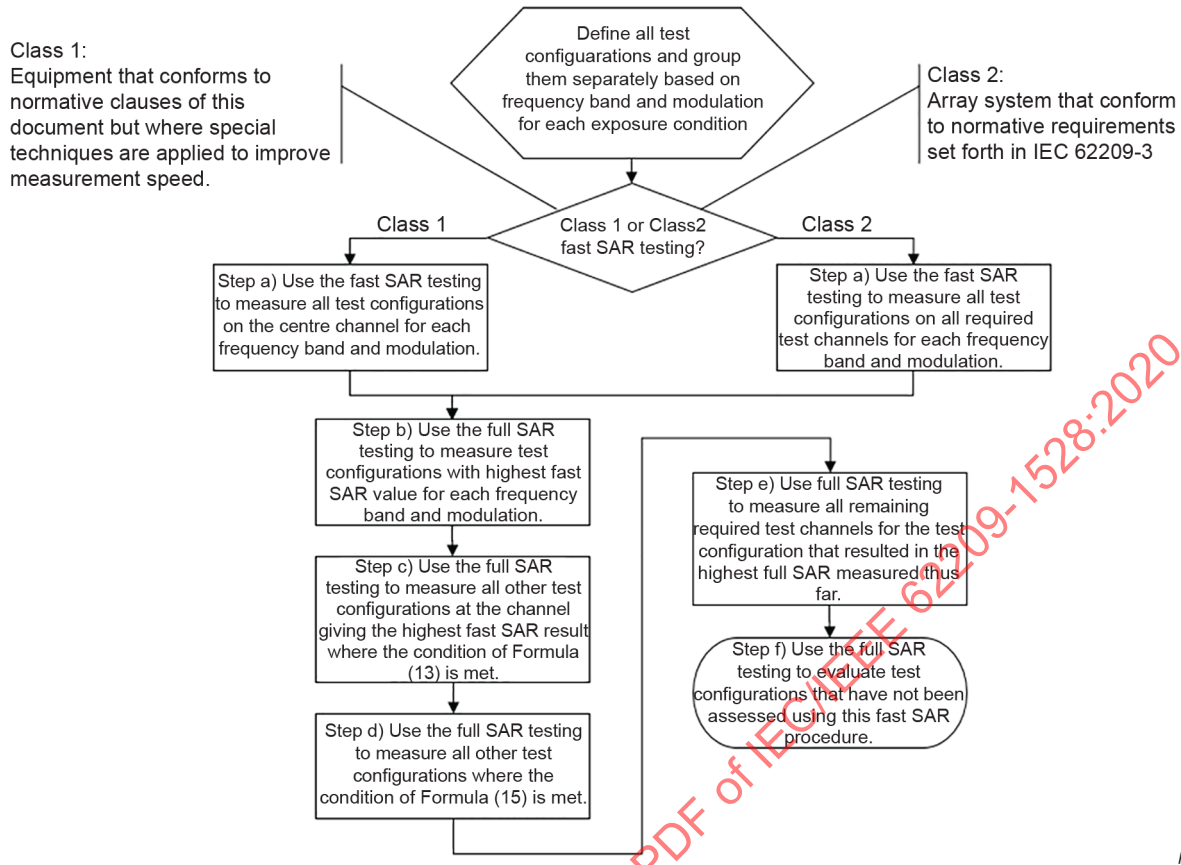 Define all test
configuarations and group
them separately based on
frequency band and modulation
for each exposure condition
Class 1:
Equipment that conforms to
normative clauses of this
document but where special
techniques are applied to improve
measurement speed.
Class 2:
Array system that conform
to normative requirements
set forth in IEC 62209-3
Class 1 or Class2
fast SAR testing?
Class 1
Class 2
Step a) Use the fast SAR testing
to measure all test configurations
on the centre channel for each
frequency band and modulation.
Step a) Use the fast SAR
testing to measure all test
configurations on all required
test channels for each frequency
band and modulation.
Step b) Use the full SAR
testing to measure test
configurations with highest fast
SAR value for each frequency
band and modulation.
Step c) Use the full SAR
testing to measure all other test
configurations at the channel
giving the highest fast SAR result
where the condition of Formula
(13) is met.
Step d) Use the full SAR testing
to measure all other test
configurations where the
condition of Formula (15) is met.
Step e) Use full SAR testing
to measure all remaining
required test channels for the test
configuration that resulted in the
highest full SAR measured thus
far.
Step f) Use the full SAR
testing to evaluate test
configurations that have not been
assessed using this fast SAR
procedure.
PDF of IEC/IEEE 62209-1528:2020